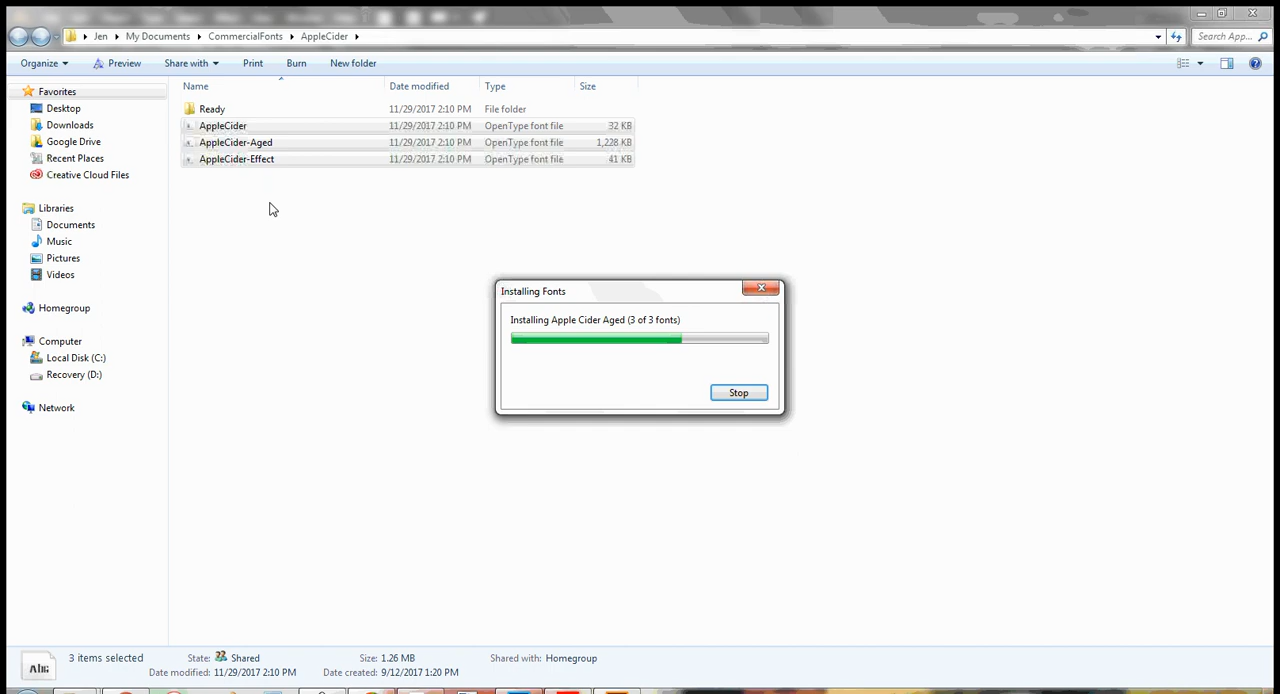 Jen
My Documents
CommercialFonts
AppleCider
Search App...
Organize
Preview
Share with
Print
Burn
New folder
Name
Date modified
Type
Size
Favorites
Desktop
Downloads
Google Drive
Recent Places
Creative Cloud Files
Libraries
Documents
Music
Pictures
Videos
Homegroup
Computer
Local Disk (C:)
Recovery (D:)
Network
Ready 11/29/2017 2:10 PM File folder
AppleCider 11/29/2017 2:10 PM OpenType font file 32 KB
AppleCider-Aged 11/29/2017 2:10 PM OpenType font file 1,228 KB
AppleCider-Effect 11/29/2017 2:10 PM OpenType font file 41 KB
Installing Fonts
Installing Apple Cider Aged (3 of 3 fonts)
Stop
Abg
3 items selected
State: Shared
Size: 1.26 MB
Shared with: Homegroup
Date modified: 11/29/2017 2:10 PM
Date created: 9/12/2017 1:20 PM